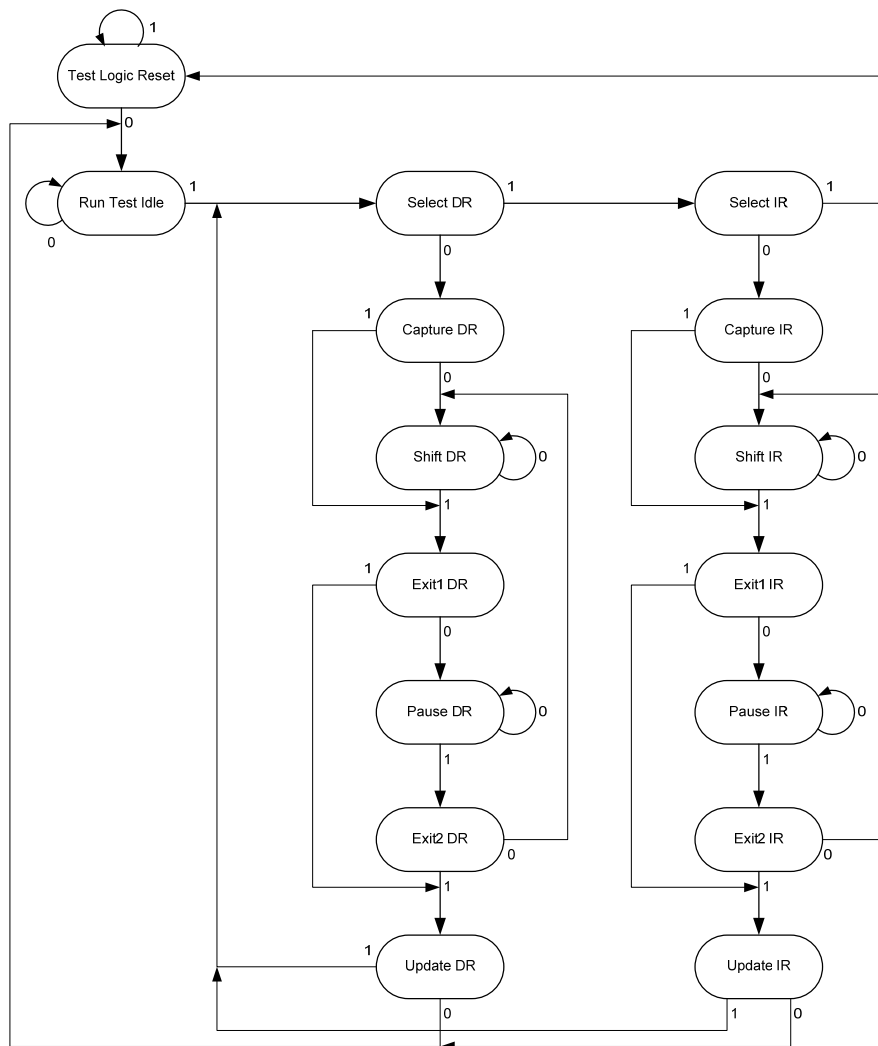 1
Test Logic Reset
0
Run Test Idle
1
0
Select DR
1
0
Select IR
1
0
1
Capture DR
0
1
Capture IR
0
Shift DR
0
1
Shift IR
0
1
1
Exit1 DR
0
1
Exit1 IR
0
Pause DR
0
1
Pause IR
0
1
Exit2 DR
0
1
Exit2 IR
0
1
1
Update DR
0
Update IR
1
0